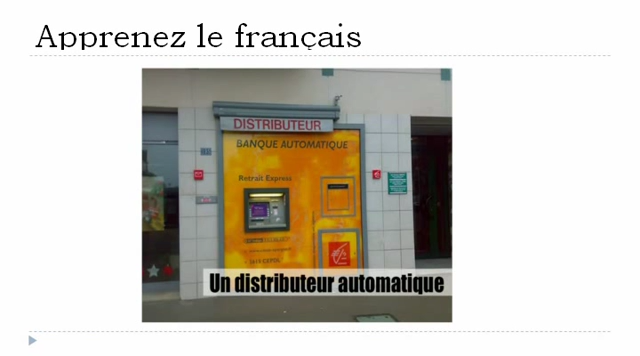 Apprenez le français
DISTRIBUTEUR
BANQUE AUTOMATIQUE
Retrait Express
Un distributeur automatique